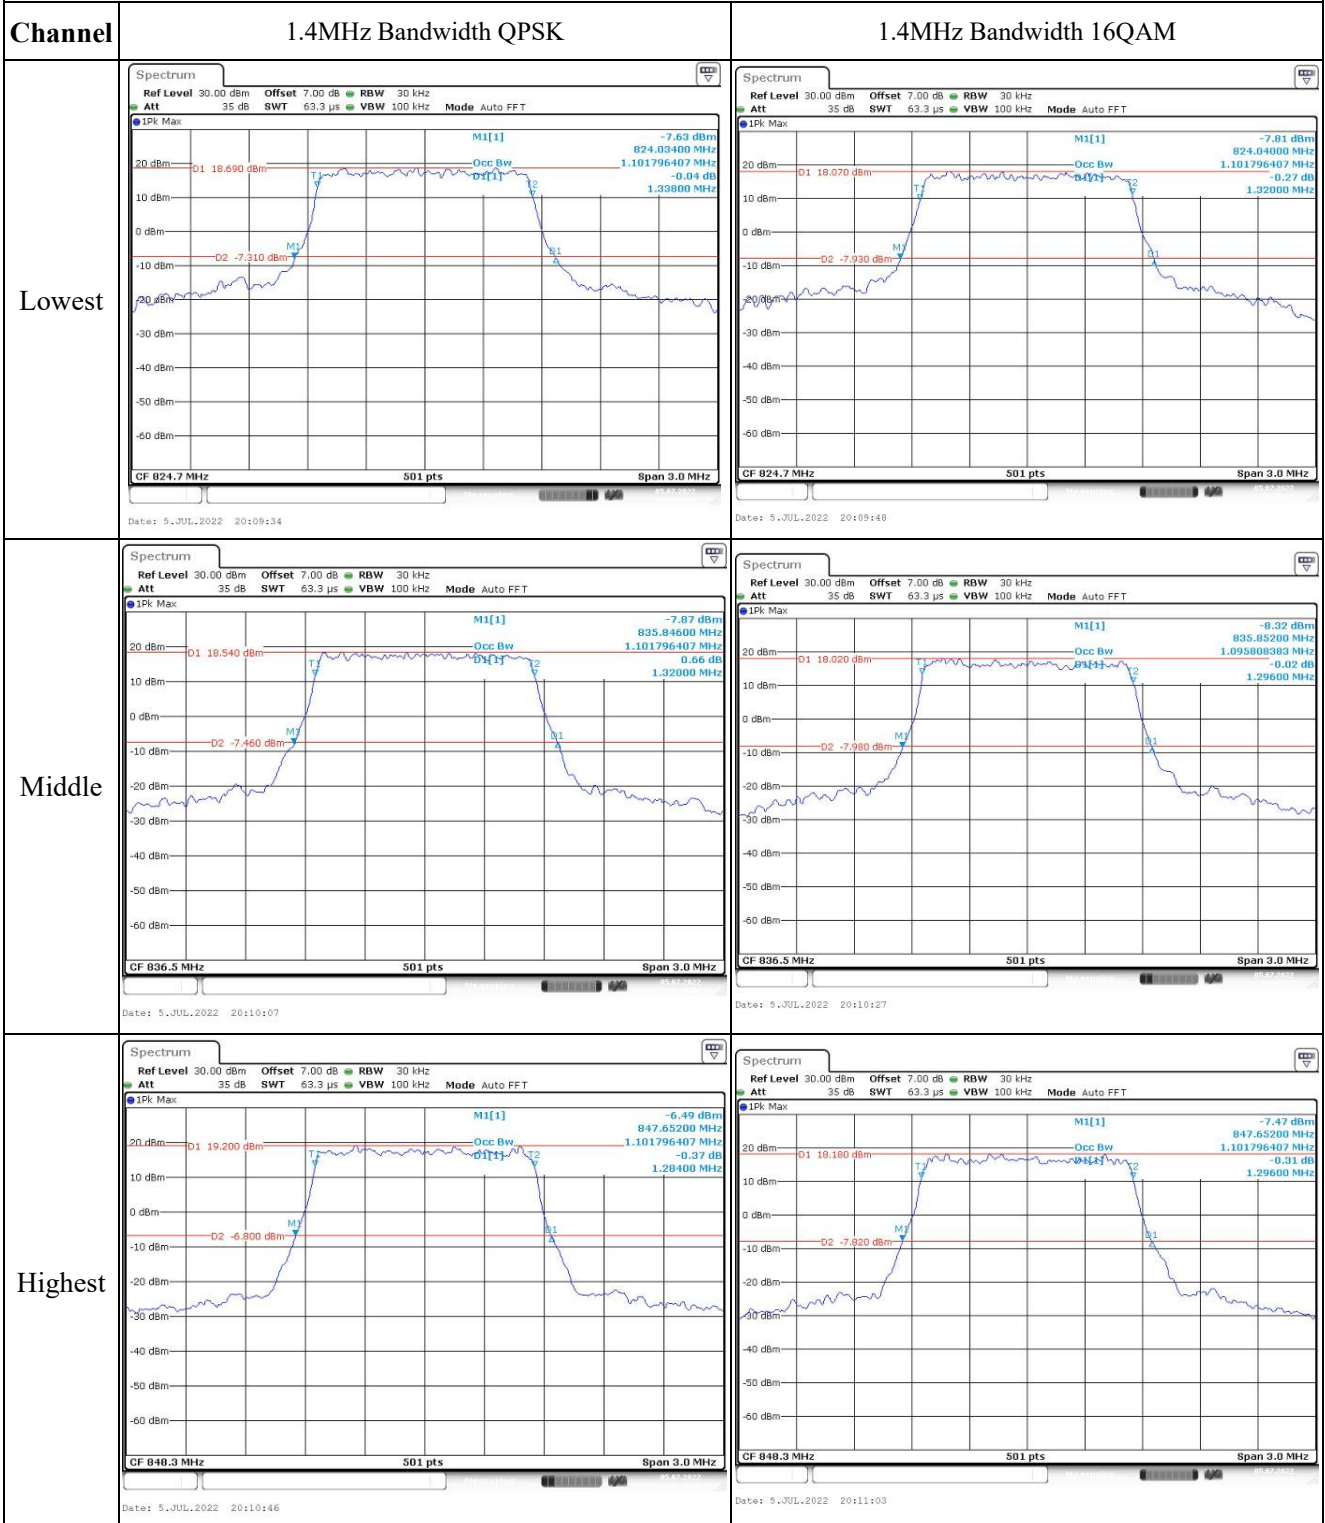 Channel 1.4MHz Bandwidth QPSK 1.4MHz Bandwidth 16QAM
Lowest
Spectrum
Ref Level 30.00 dBm Offset 7.00 dB RBW 30 kHz
Att 35 dB SWT 63.3 µs VBW 100 kHz Mode Auto FFT
1Pk Max
M1[1] -7.63 dBm
824.03400 MHz
20 dBm
Occ Bw 1.101796407 MHz
D1 18.690 dBm
D1[1] -0.04 dB
T1
T2
1.33800 MHz
10 dBm
0 dBm
M1
D1
D2 -7.310 dBm
-10 dBm
-20 dBm
-30 dBm
-40 dBm
-50 dBm
-60 dBm
CF 824.7 MHz 501 pts Span 3.0 MHz
Date: 5.JUL.2022 20:09:34
Spectrum
Ref Level 30.00 dBm Offset 7.00 dB RBW 30 kHz
Att 35 dB SWT 63.3 µs VBW 100 kHz Mode Auto FFT
1Pk Max
M1[1] -7.81 dBm
824.04000 MHz
20 dBm
Occ Bw 1.101796407 MHz
D1 18.070 dBm
D1[1] -0.27 dB
T1
T2
1.32000 MHz
10 dBm
0 dBm
M1
D1
D2 -7.930 dBm
-10 dBm
-20 dBm
-30 dBm
-40 dBm
-50 dBm
-60 dBm
CF 824.7 MHz 501 pts Span 3.0 MHz
Date: 5.JUL.2022 20:09:48
Middle
Spectrum
Ref Level 30.00 dBm Offset 7.00 dB RBW 30 kHz
Att 35 dB SWT 63.3 µs VBW 100 kHz Mode Auto FFT
1Pk Max
M1[1] -7.87 dBm
835.84600 MHz
20 dBm
Occ Bw 1.101796407 MHz
D1 18.540 dBm
D1[1] 0.66 dB
T1
T2
1.32000 MHz
10 dBm
0 dBm
M1
D1
D2 -7.460 dBm
-10 dBm
-20 dBm
-30 dBm
-40 dBm
-50 dBm
-60 dBm
CF 836.5 MHz 501 pts Span 3.0 MHz
Date: 5.JUL.2022 20:10:07
Spectrum
Ref Level 30.00 dBm Offset 7.00 dB RBW 30 kHz
Att 35 dB SWT 63.3 µs VBW 100 kHz Mode Auto FFT
1Pk Max
M1[1] -8.32 dBm
835.85200 MHz
20 dBm
Occ Bw 1.095808383 MHz
D1 18.020 dBm
D1[1] -0.02 dB
T1
T2
1.29600 MHz
10 dBm
0 dBm
M1
D1
D2 -7.980 dBm
-10 dBm
-20 dBm
-30 dBm
-40 dBm
-50 dBm
-60 dBm
CF 836.5 MHz 501 pts Span 3.0 MHz
Date: 5.JUL.2022 20:10:27
Highest
Spectrum
Ref Level 30.00 dBm Offset 7.00 dB RBW 30 kHz
Att 35 dB SWT 63.3 µs VBW 100 kHz Mode Auto FFT
1Pk Max
M1[1] -6.49 dBm
847.65200 MHz
20 dBm
Occ Bw 1.101796407 MHz
D1 19.200 dBm
D1[1] -0.37 dB
T1
T2
1.28400 MHz
10 dBm
0 dBm
M1
D1
D2 -6.800 dBm
-10 dBm
-20 dBm
-30 dBm
-40 dBm
-50 dBm
-60 dBm
CF 848.3 MHz 501 pts Span 3.0 MHz
Date: 5.JUL.2022 20:10:46
Spectrum
Ref Level 30.00 dBm Offset 7.00 dB RBW 30 kHz
Att 35 dB SWT 63.3 µs VBW 100 kHz Mode Auto FFT
1Pk Max
M1[1] -7.47 dBm
847.65200 MHz
20 dBm
Occ Bw 1.101796407 MHz
D1 18.180 dBm
D1[1] -0.31 dB
T1
T2
1.29600 MHz
10 dBm
0 dBm
M1
D1
D2 -7.820 dBm
-10 dBm
-20 dBm
-30 dBm
-40 dBm
-50 dBm
-60 dBm
CF 848.3 MHz 501 pts Span 3.0 MHz
Date: 5.JUL.2022 20:11:03